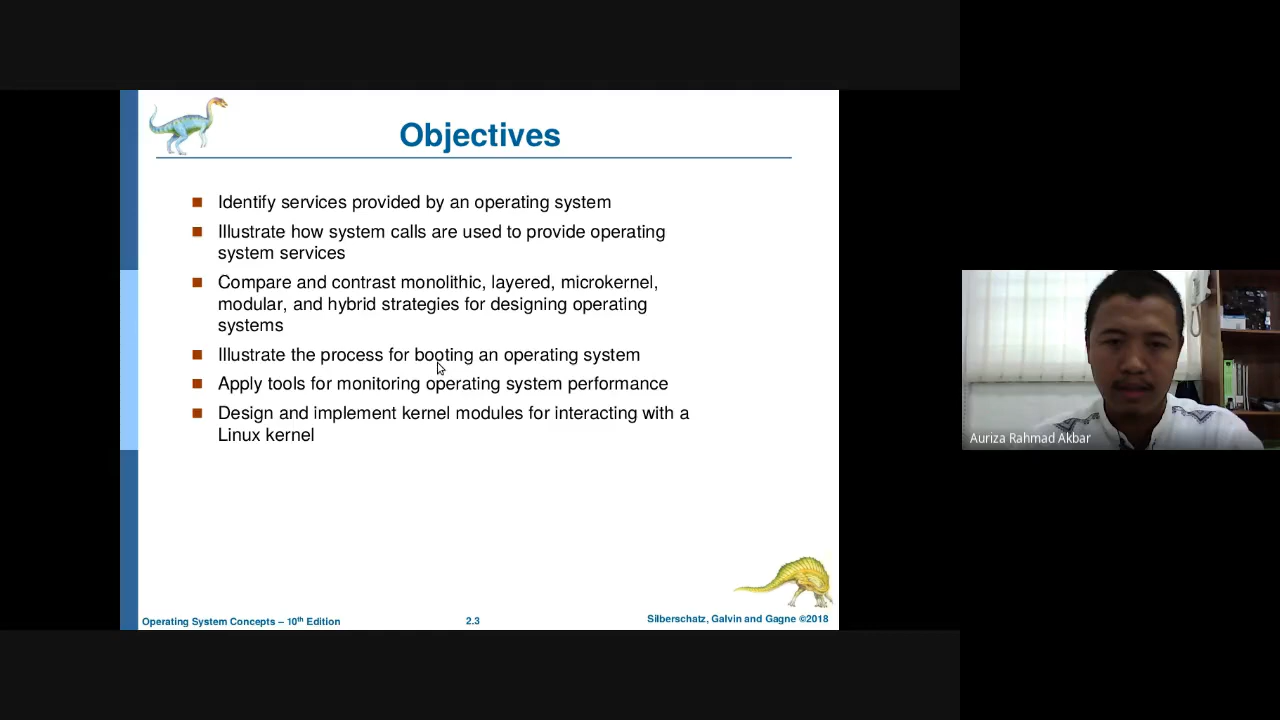 Objectives
Identify services provided by an operating system
Illustrate how system calls are used to provide operating
system services
Compare and contrast monolithic, layered, microkernel,
modular, and hybrid strategies for designing operating
systems
Illustrate the process for booting an operating system
Apply tools for monitoring operating system performance
Design and implement kernel modules for interacting with a
Linux kernel
Operating System Concepts – 10th Edition
2.3
Silberschatz, Galvin and Gagne ©2018
Auriza Rahmad Akbar